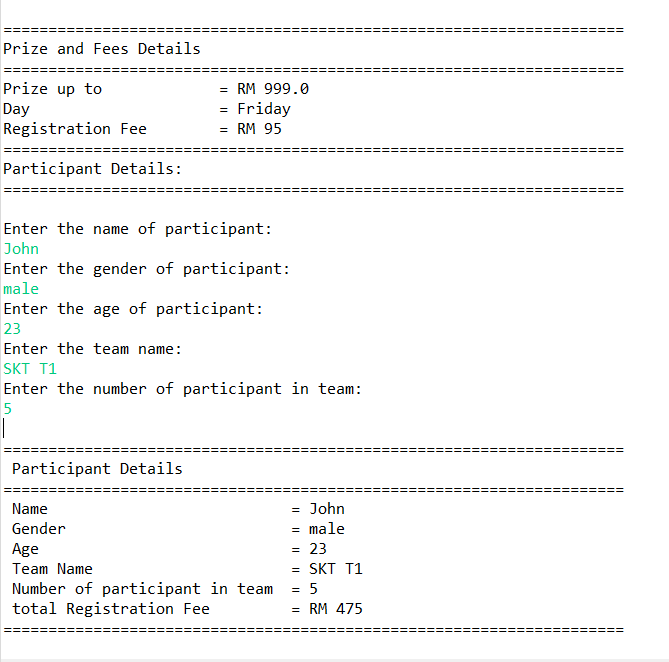 =====================================================================
Prize and Fees Details
=====================================================================
Prize up to             = RM 999.0
Day                     = Friday
Registration Fee        = RM 95
=====================================================================
Participant Details:
=====================================================================
Enter the name of participant:
John
Enter the gender of participant:
male
Enter the age of participant:
23
Enter the team name:
SKT T1
Enter the number of participant in team:
5
=====================================================================
 Participant Details
=====================================================================
 Name                           = John
 Gender                         = male
 Age                            = 23
 Team Name                      = SKT T1
 Number of participant in team  = 5
 total Registration Fee         = RM 475
=====================================================================